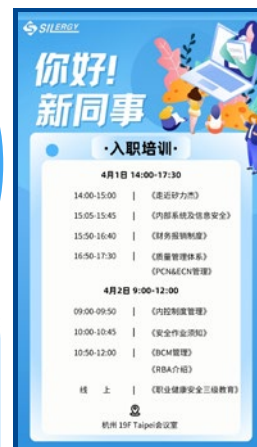 SILERGY
你好!
新同事
·入职培训·
4月1日 14:00-17:30
14:00-15:00 | 《走近矽力杰》
15:05-15:45 | 《内部系统及信息安全》
15:50-16:40 | 《财务报销制度》
16:50-17:30 | 《质量管理体系》
《PCN&ECN管理》
4月2日 9:00-12:00
09:00-09:50 | 《内控制度管理》
10:00-10:45 | 《安全作业须知》
10:50-12:00 | 《BCM管理》
《RBA介绍》
线 上 | 《职业健康安全三级教育》
杭州 19F Taipei会议室